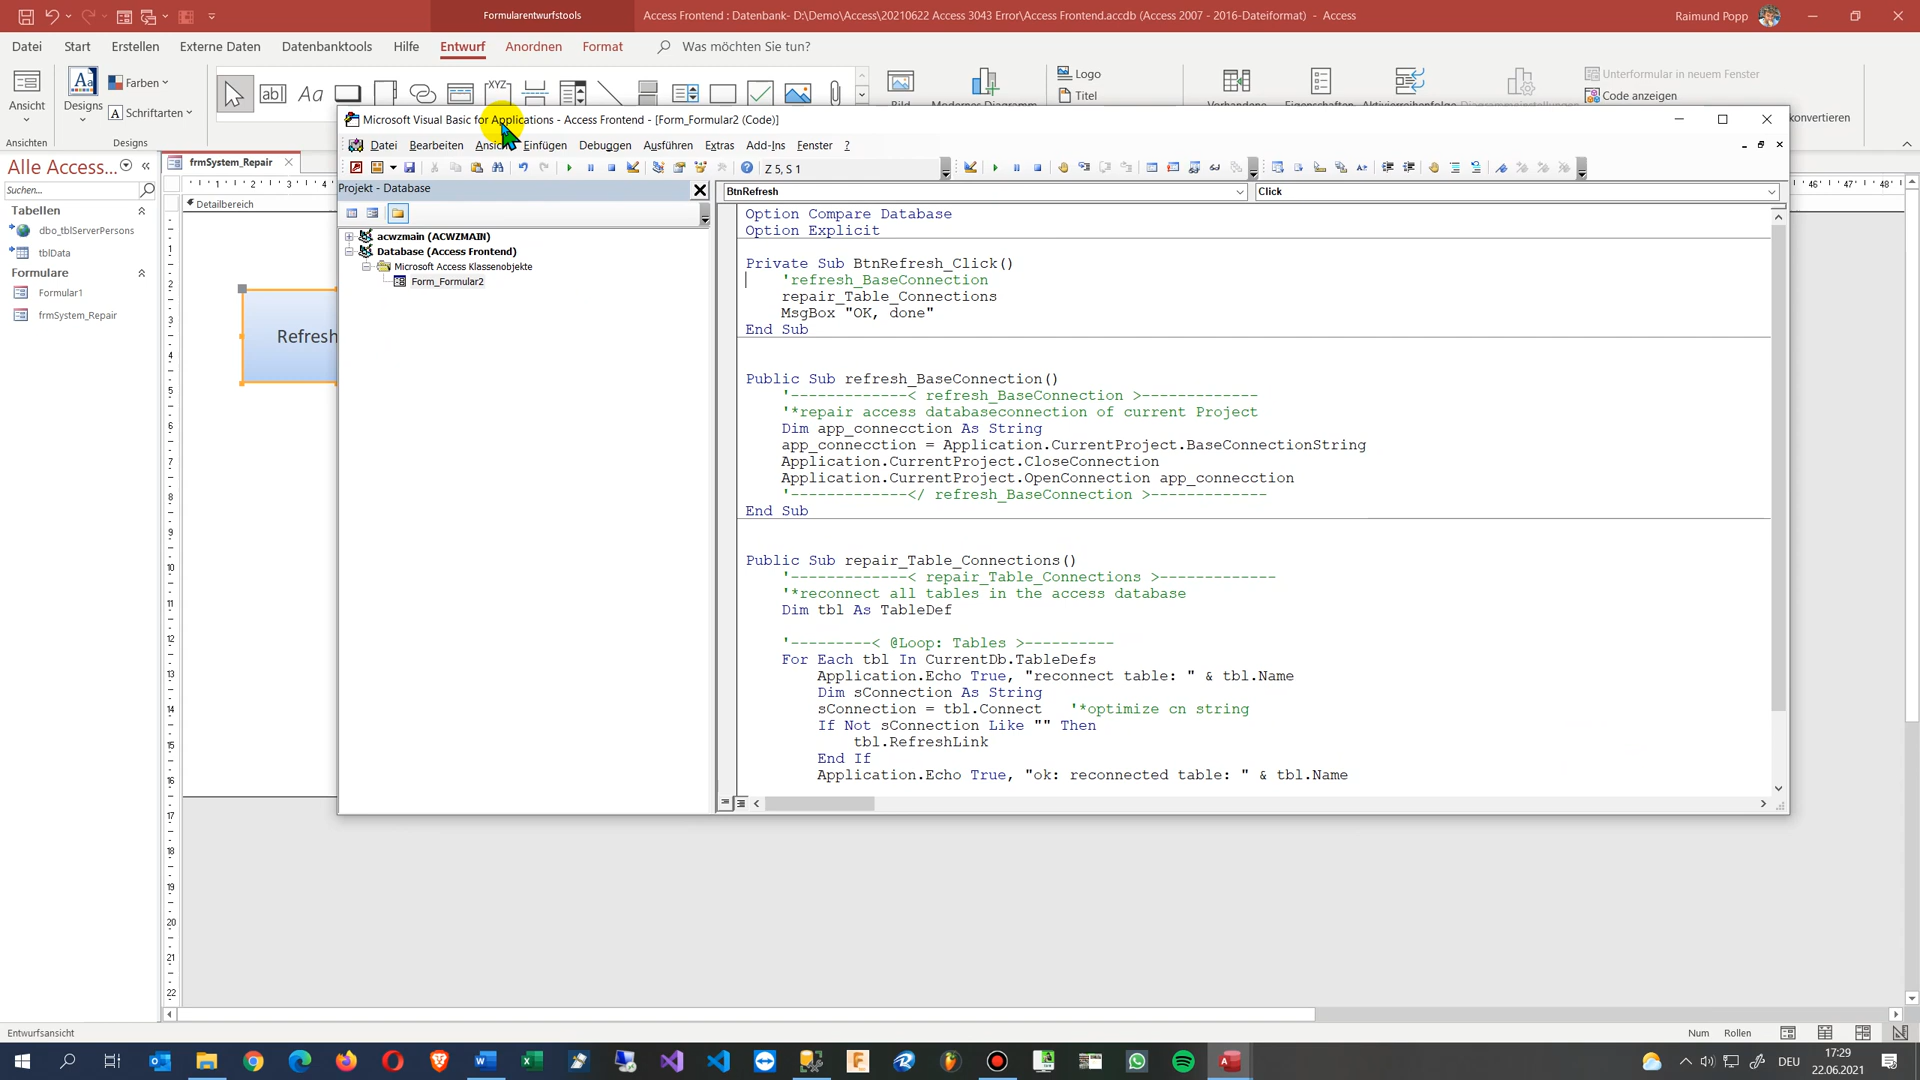 Formularentwurfstools
Access Frontend : Datenbank- D:\Demo\Access\20210622 Access 3043 Error\Access Frontend.accdb (Access 2007 - 2016-Dateiformat)  -  Access
Raimund Popp
Datei Start Erstellen Externe Daten Datenbanktools Hilfe Entwurf Anordnen Format Was möchten Sie tun?
Ansicht
Designs
Farben
Schriftarten
Ansichten
Designs
Logo
Titel
Unterformular in neuem Fenster
Code anzeigen
konvertieren
Microsoft Visual Basic for Applications - Access Frontend - [Form_Formular2 (Code)]
Datei Bearbeiten Ansicht Einfügen Debuggen Ausführen Extras Add-Ins Fenster ?
Z 5, S 1
Alle Access...
Suchen...
Tabellen
dbo_tblServerPersons
tblData
Formulare
Formular1
frmSystem_Repair
frmSystem_Repair
Detailbereich
Refresh
Projekt - Database
acwzmain (ACWZMAIN)
Database (Access Frontend)
Microsoft Access Klassenobjekte
Form_Formular2
BtnRefresh
Click
Option Compare Database
Option Explicit
Private Sub BtnRefresh_Click()
'refresh_BaseConnection
repair_Table_Connections
MsgBox "OK, done"
End Sub
Public Sub refresh_BaseConnection()
'-------------< refresh_BaseConnection >-------------
'*repair access databaseconnection of current Project
Dim app_connecction As String
app_connecction = Application.CurrentProject.BaseConnectionString
Application.CurrentProject.CloseConnection
Application.CurrentProject.OpenConnection app_connecction
'-------------</ refresh_BaseConnection >-------------
End Sub
Public Sub repair_Table_Connections()
'-------------< repair_Table_Connections >-------------
'*reconnect all tables in the access database
Dim tbl As TableDef
'---------< @Loop: Tables >----------
For Each tbl In CurrentDb.TableDefs
Application.Echo True, "reconnect table: " & tbl.Name
Dim sConnection As String
sConnection = tbl.Connect   '*optimize cn string
If Not sConnection Like "" Then
tbl.RefreshLink
End If
Application.Echo True, "ok: reconnected table: " & tbl.Name
Entwurfsansicht
Num Rollen
DEU
17:29
22.06.2021